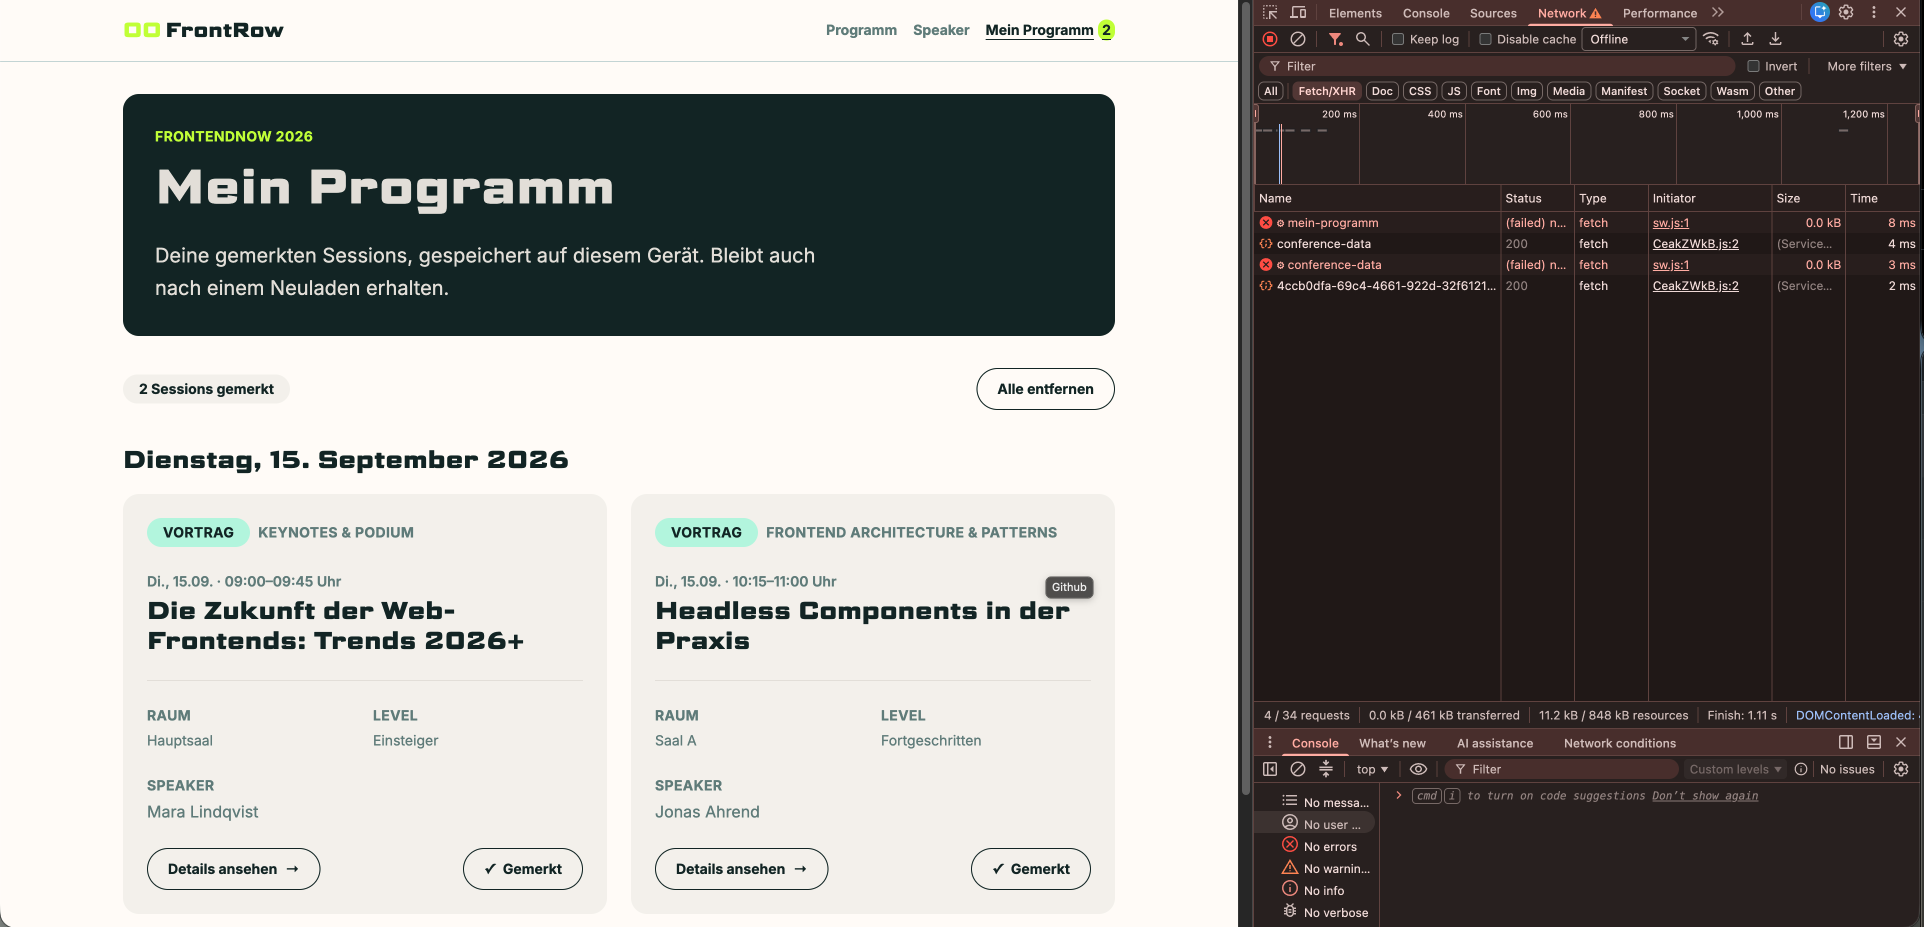 FrontRow
Programm Speaker Mein Programm 2
FRONTENDNOW 2026
Mein Programm
Deine gemerkten Sessions, gespeichert auf diesem Gerät. Bleibt auch
nach einem Neuladen erhalten.
2 Sessions gemerkt
Alle entfernen
Dienstag, 15. September 2026
VORTRAG KEYNOTES & PODIUM
Di., 15.09. · 09:00–09:45 Uhr
Die Zukunft der Web-
Frontends: Trends 2026+
RAUM LEVEL
Hauptsaal Einsteiger
SPEAKER
Mara Lindqvist
Details ansehen → ✓ Gemerkt
VORTRAG FRONTEND ARCHITECTURE & PATTERNS
Di., 15.09. · 10:15–11:00 Uhr
Github
Headless Components in der
Praxis
RAUM LEVEL
Saal A Fortgeschritten
SPEAKER
Jonas Ahrend
Details ansehen → ✓ Gemerkt
Elements Console Sources Network Performance
Keep log Disable cache Offline
Filter Invert More filters
All Fetch/XHR Doc CSS JS Font Img Media Manifest Socket Wasm Other
200 ms 400 ms 600 ms 800 ms 1,000 ms 1,200 ms
Name Status Type Initiator Size Time
mein-programm (failed) n... fetch sw.js:1 0.0 kB 8 ms
conference-data 200 fetch CeakZWkB.js:2 (Service... 4 ms
conference-data (failed) n... fetch sw.js:1 0.0 kB 3 ms
4ccb0dfa-69c4-4661-922d-32f6121... 200 fetch CeakZWkB.js:2 (Service... 2 ms
4 / 34 requests 0.0 kB / 461 kB transferred 11.2 kB / 848 kB resources Finish: 1.11 s DOMContentLoaded:
Console What's new AI assistance Network conditions
top Filter Custom levels No issues
No messa...
No user ...
No errors
No warnin...
No info
No verbose
cmd i to turn on code suggestions Don't show again